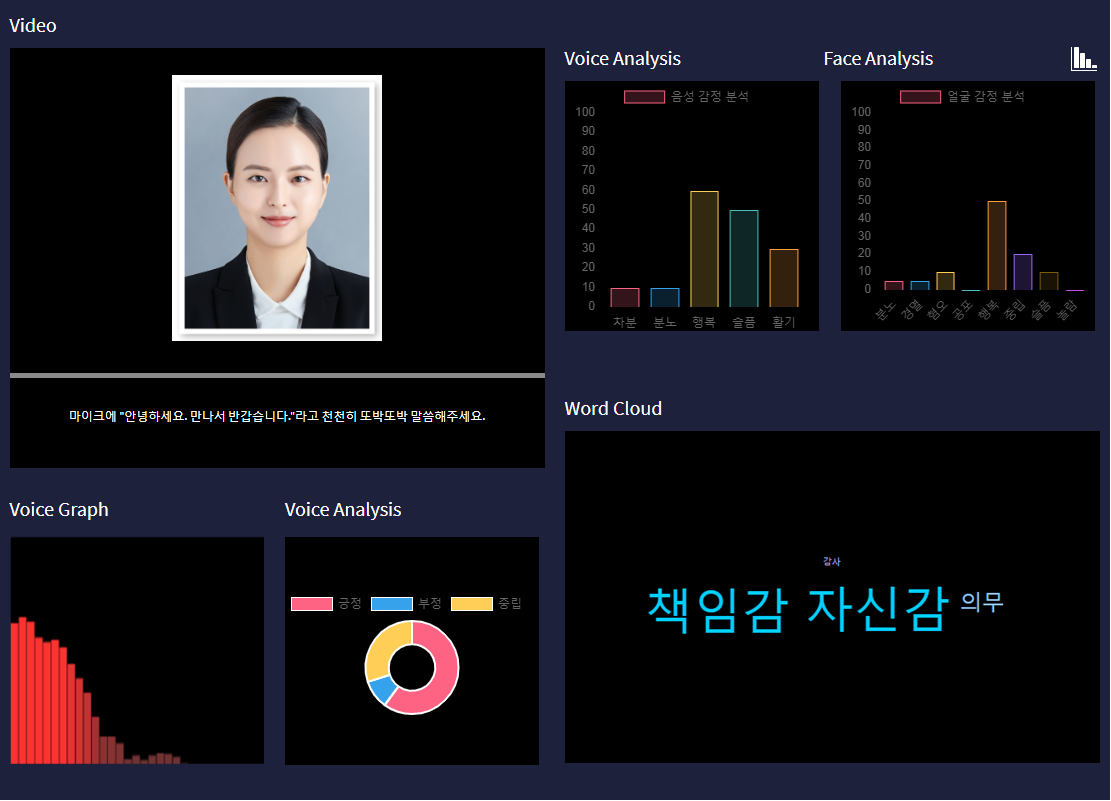 Video
마이크에 "안녕하세요. 만나서 반갑습니다."라고 천천히 또박또박 말씀해주세요.
Voice Analysis
음성 감정 분석
100
90
80
70
60
50
40
30
20
10
0
차분 분노 행복 슬픔 활기
Face Analysis
얼굴 감정 분석
100
90
80
70
60
50
40
30
20
10
0
분노 경멸 혐오 공포 행복 중립 슬픔 놀람
Voice Graph
Voice Analysis
긍정 부정 중립
Word Cloud
감사
책임감 자신감 의무